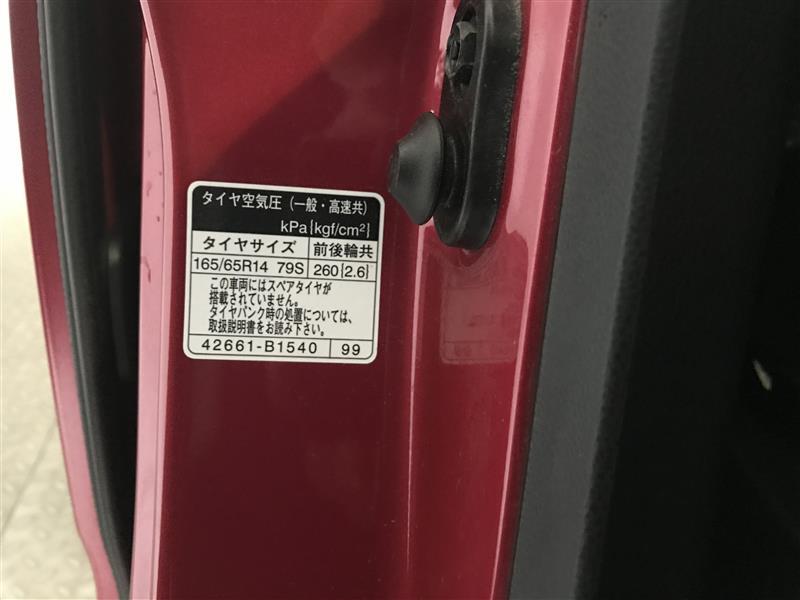 タイヤ空気圧（一般・高速共）
kPa{kgf/cm²}
タイヤサイズ 前後輪共
165/65R14 79S 260{2.6}
この車両にはスペアタイヤが
搭載されていません。
タイヤパンク時の処置については、
取扱説明書をお読み下さい。
42661-B1540 99